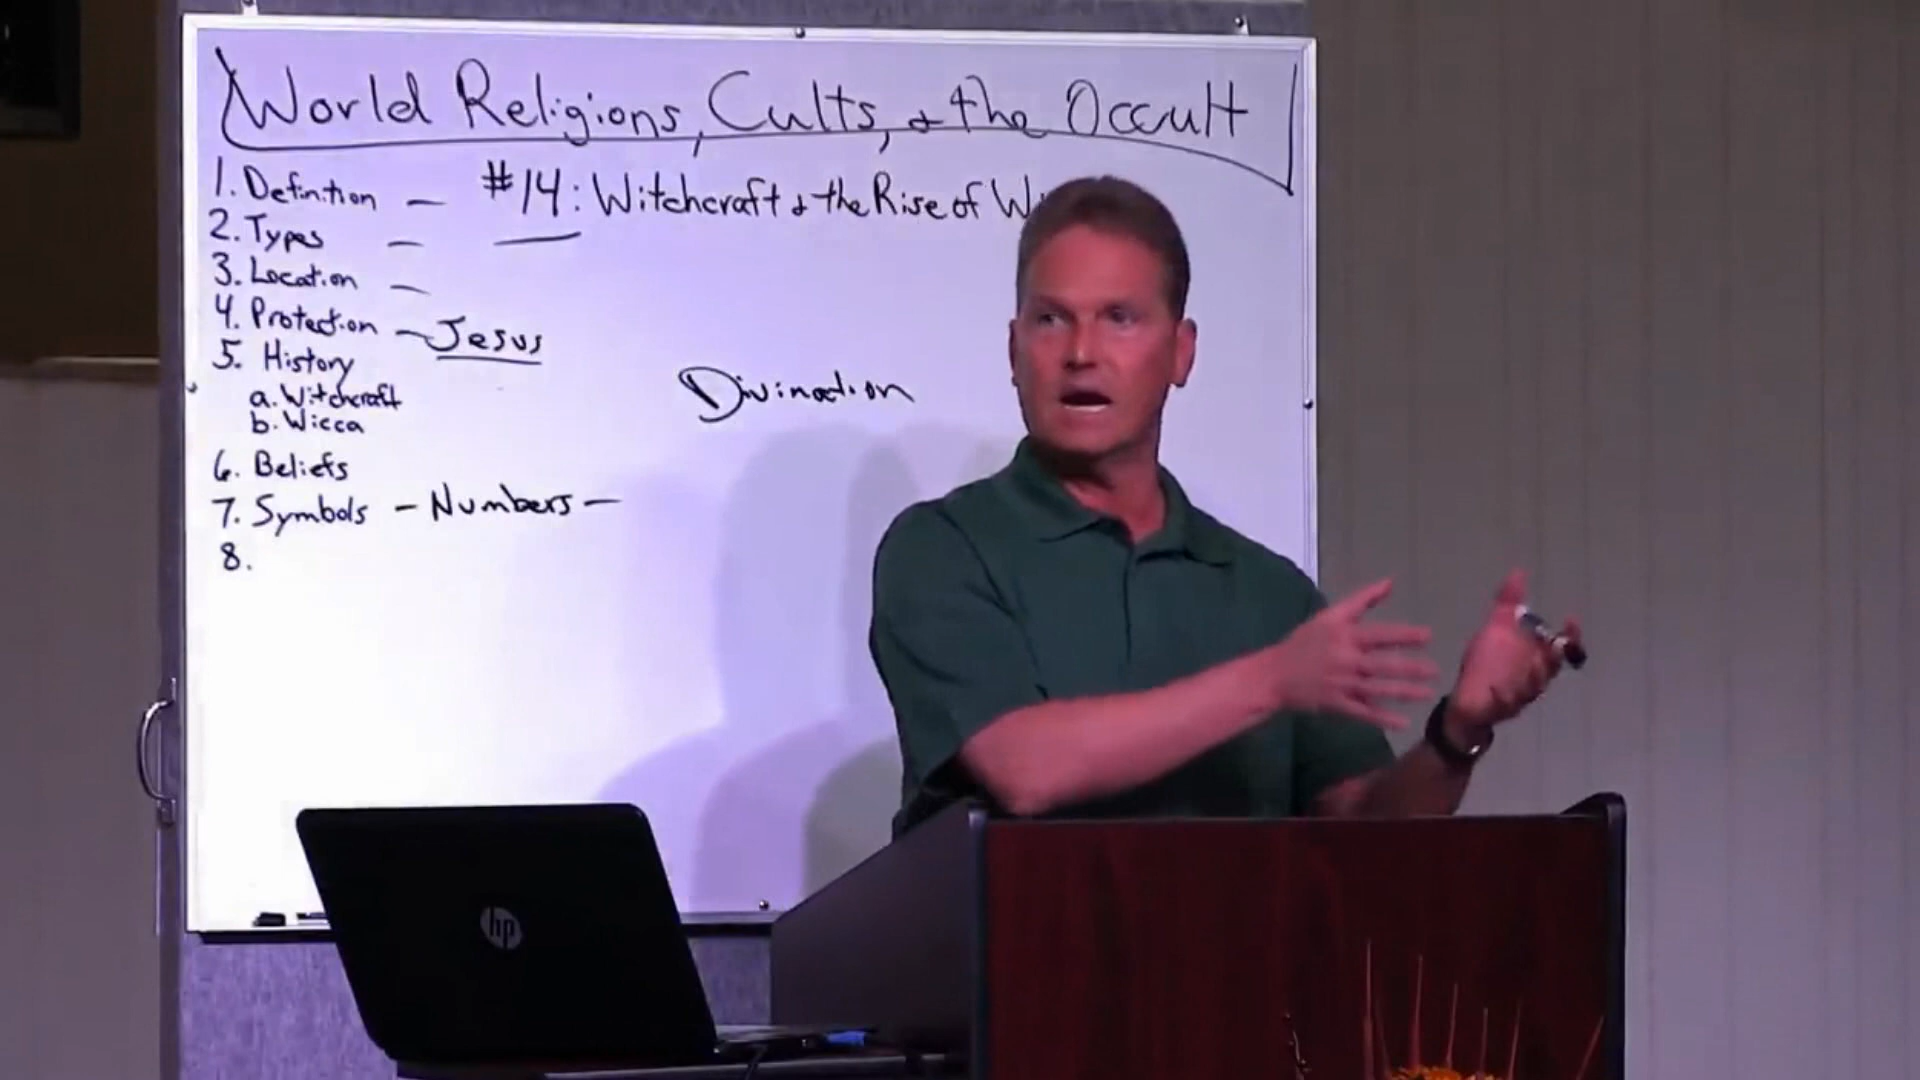 World Religions, Cults, & the Occult
#14: Witchcraft & the Rise of
1. Definition —
2. Types —
3. Location —
4. Protection — Jesus
5. History
a. Witchcraft
b. Wicca
Divination
6. Beliefs
7. Symbols — Numbers —
8.
hp